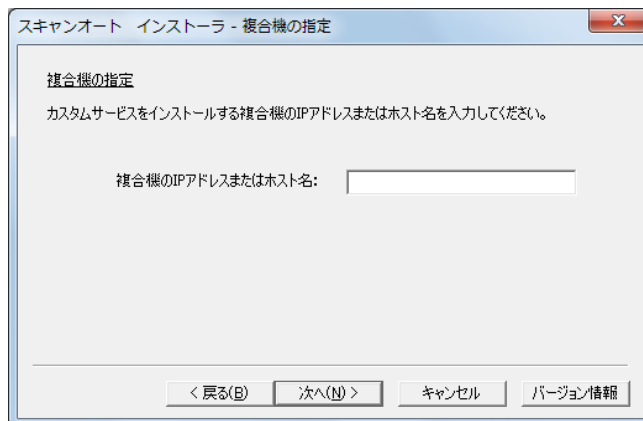 スキャンオート　インストーラ - 複合機の指定
複合機の指定
カスタムサービスをインストールする複合機のIPアドレスまたはホスト名を入力してください。
複合機のIPアドレスまたはホスト名:
< 戻る(B) 次へ(N) > キャンセル バージョン情報